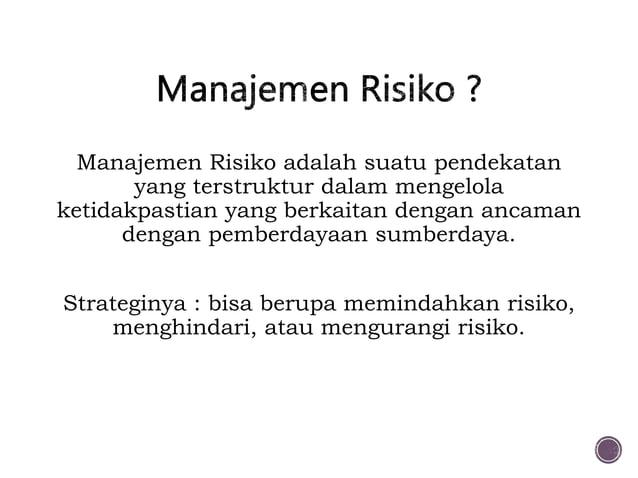 Manajemen Risiko ?
Manajemen Risiko adalah suatu pendekatan
yang terstruktur dalam mengelola
ketidakpastian yang berkaitan dengan ancaman
dengan pemberdayaan sumberdaya.
Strateginya : bisa berupa memindahkan risiko,
menghindari, atau mengurangi risiko.